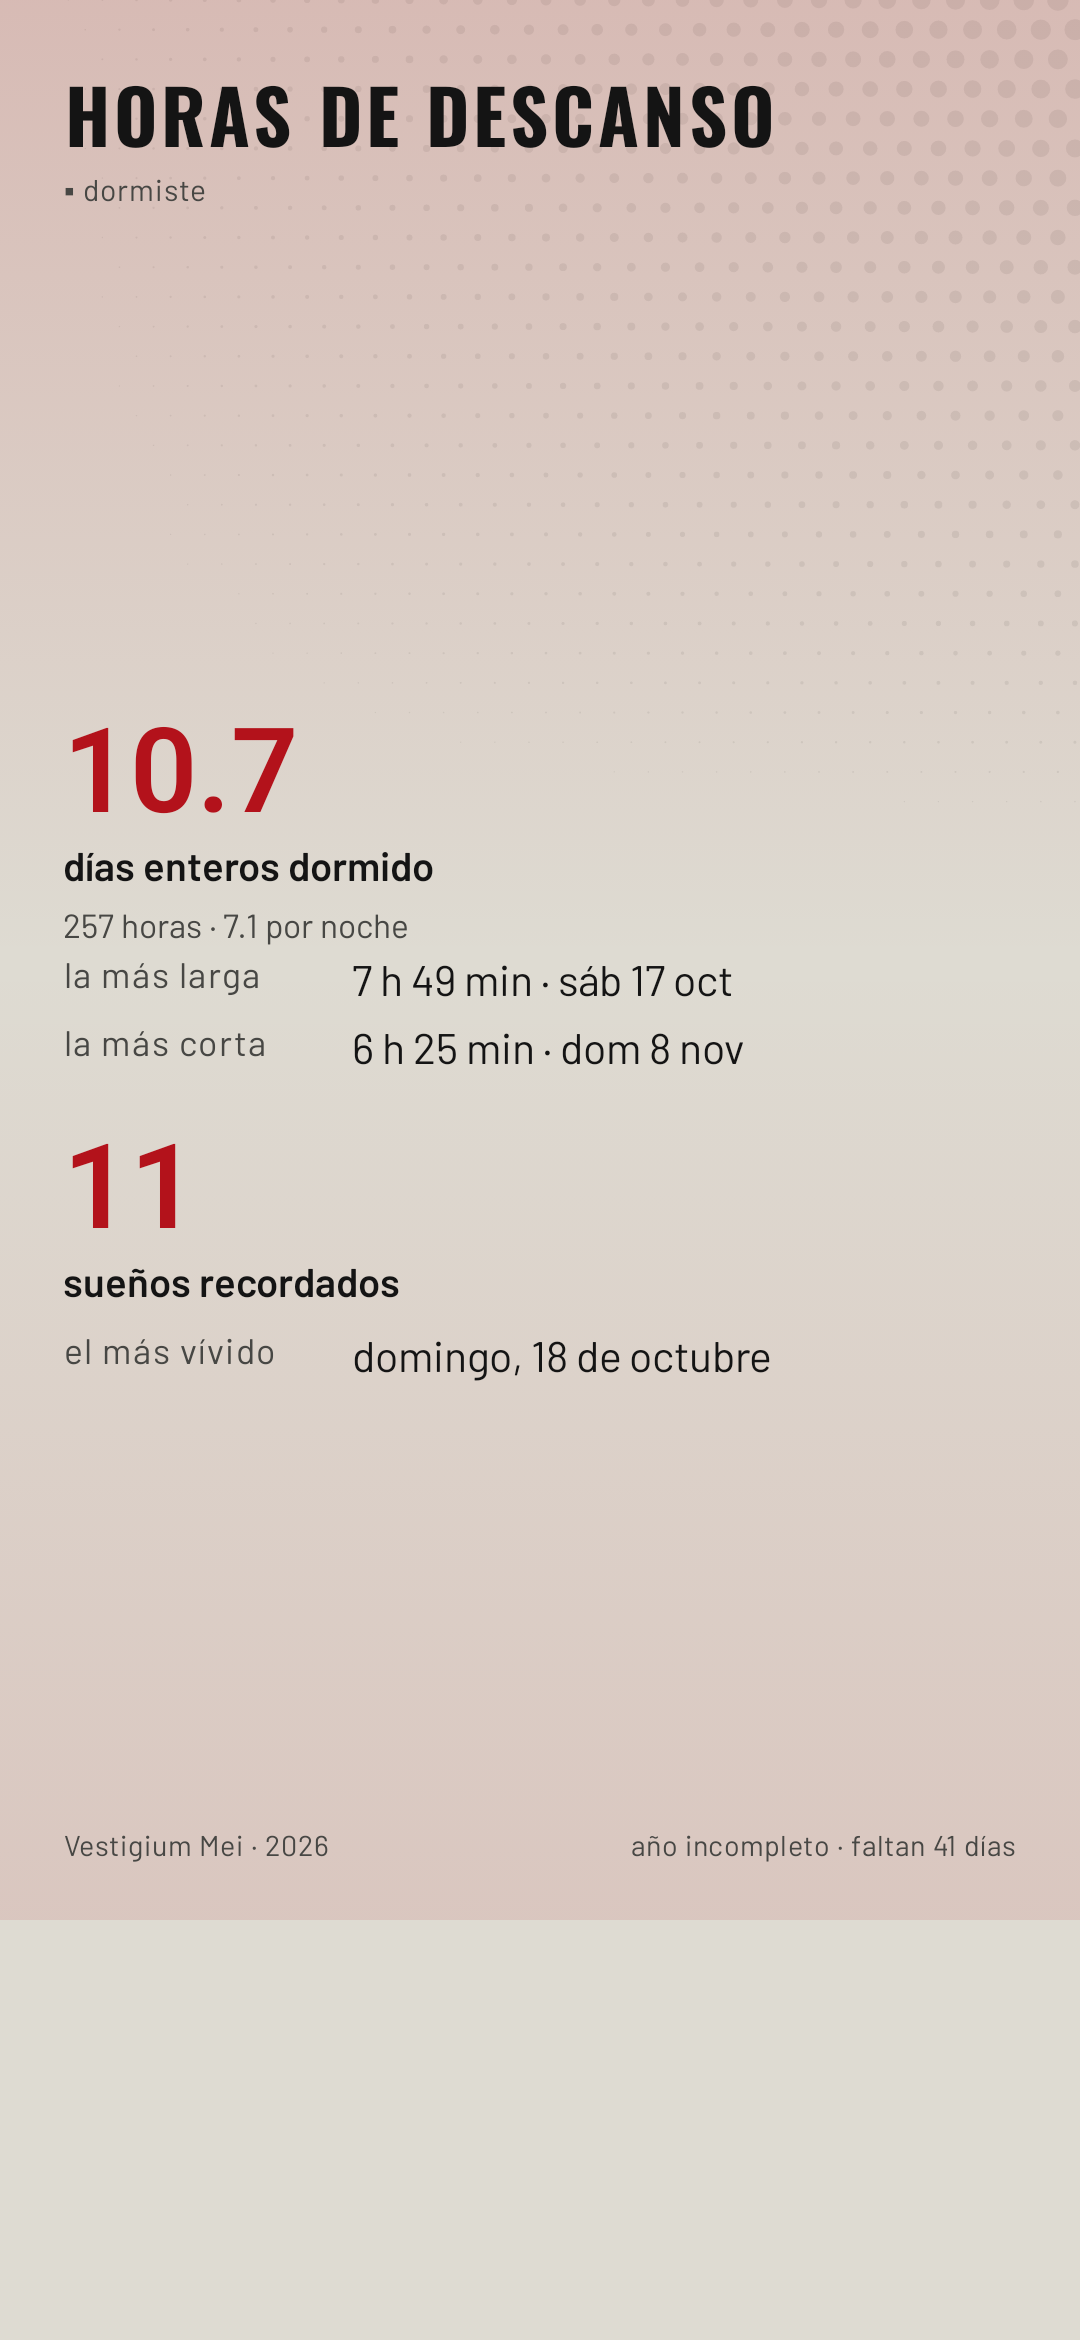 HORAS DE DESCANSO
▪ dormiste
10.7
días enteros dormido
257 horas · 7.1 por noche
la más larga 7 h 49 min · sáb 17 oct
la más corta 6 h 25 min · dom 8 nov
11
sueños recordados
el más vívido domingo, 18 de octubre
Vestigium Mei · 2026 año incompleto · faltan 41 días